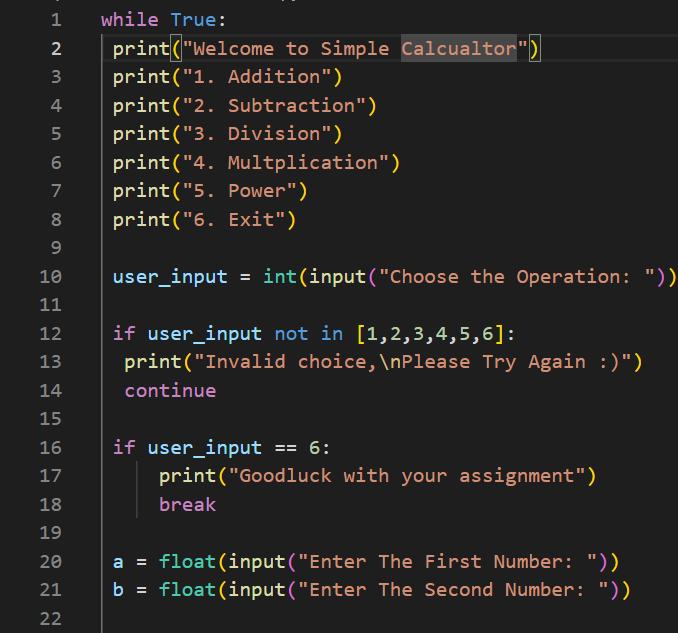 1 while True:
2 print("Welcome to Simple Calcualtor")
3 print("1. Addition")
4 print("2. Subtraction")
5 print("3. Division")
6 print("4. Multplication")
7 print("5. Power")
8 print("6. Exit")
9
10 user_input = int(input("Choose the Operation: "))
11
12 if user_input not in [1,2,3,4,5,6]:
13 print("Invalid choice,\nPlease Try Again :)")
14 continue
15
16 if user_input == 6:
17 print("Goodluck with your assignment")
18 break
19
20 a = float(input("Enter The First Number: "))
21 b = float(input("Enter The Second Number: "))
22